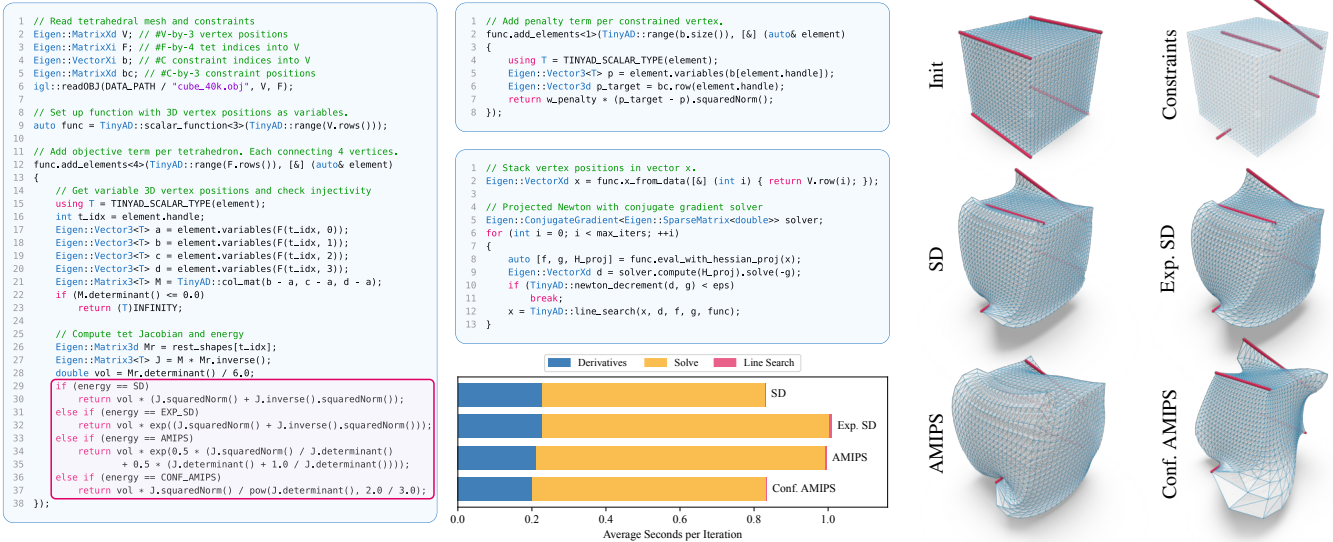 1 // Read tetrahedral mesh and constraints
2 Eigen::MatrixXd V; // #V-by-3 vertex positions
3 Eigen::MatrixXi F; // #F-by-4 tet indices into V
4 Eigen::VectorXi b; // #C constraint indices into V
5 Eigen::MatrixXd bc; // #C-by-3 constraint positions
6 igl::readOBJ(DATA_PATH / "cube_40k.obj", V, F);
7
8 // Set up function with 3D vertex positions as variables.
9 auto func = TinyAD::scalar_function<3>(TinyAD::range(V.rows()));
10
11 // Add objective term per tetrahedron. Each connecting 4 vertices.
12 func.add_elements<4>(TinyAD::range(F.rows()), [&] (auto& element)
13 {
14 // Get variable 3D vertex positions and check injectivity
15 using T = TINYAD_SCALAR_TYPE(element);
16 int t_idx = element.handle;
17 Eigen::Vector3<T> a = element.variables(F(t_idx, 0));
18 Eigen::Vector3<T> b = element.variables(F(t_idx, 1));
19 Eigen::Vector3<T> c = element.variables(F(t_idx, 2));
20 Eigen::Vector3<T> d = element.variables(F(t_idx, 3));
21 Eigen::Matrix3<T> M = TinyAD::col_mat(b - a, c - a, d - a);
22 if (M.determinant() <= 0.0)
23 return (T)INFINITY;
24
25 // Compute tet Jacobian and energy
26 Eigen::Matrix3d Mr = rest_shapes[t_idx];
27 Eigen::Matrix3<T> J = M * Mr.inverse();
28 double vol = Mr.determinant() / 6.0;
29 if (energy == SD)
30 return vol * (J.squaredNorm() + J.inverse().squaredNorm());
31 else if (energy == EXP_SD)
32 return vol * exp((J.squaredNorm() + J.inverse().squaredNorm()));
33 else if (energy == AMIPS)
34 return vol * exp(0.5 * (J.squaredNorm() / J.determinant()
35 + 0.5 * (J.determinant() + 1.0 / J.determinant())));
36 else if (energy == CONF_AMIPS)
37 return vol * J.squaredNorm() / pow(J.determinant(), 2.0 / 3.0);
38 });
1 // Add penalty term per constrained vertex.
2 func.add_elements<1>(TinyAD::range(b.size()), [&] (auto& element)
3 {
4 using T = TINYAD_SCALAR_TYPE(element);
5 Eigen::Vector3<T> p = element.variables(b[element.handle]);
6 Eigen::Vector3d p_target = bc.row(element.handle);
7 return w_penalty * (p_target - p).squaredNorm();
8 });
1 // Stack vertex positions in vector x.
2 Eigen::VectorXd x = func.x_from_data([&] (int i) { return V.row(i); });
3
4 // Projected Newton with conjugate gradient solver
5 Eigen::ConjugateGradient<Eigen::SparseMatrix<double>> solver;
6 for (int i = 0; i < max_iters; ++i)
7 {
8 auto [f, g, H_proj] = func.eval_with_hessian_proj(x);
9 Eigen::VectorXd d = solver.compute(H_proj).solve(-g);
10 if (TinyAD::newton_decrement(d, g) < eps)
11 break;
12 x = TinyAD::line_search(x, d, f, g, func);
13 }
Derivatives Solve Line Search
SD
Exp. SD
AMIPS
Conf. AMIPS
0.0 0.2 0.4 0.6 0.8 1.0
Average Seconds per Iteration
Init
Constraints
SD
Exp. SD
AMIPS
Conf. AMIPS